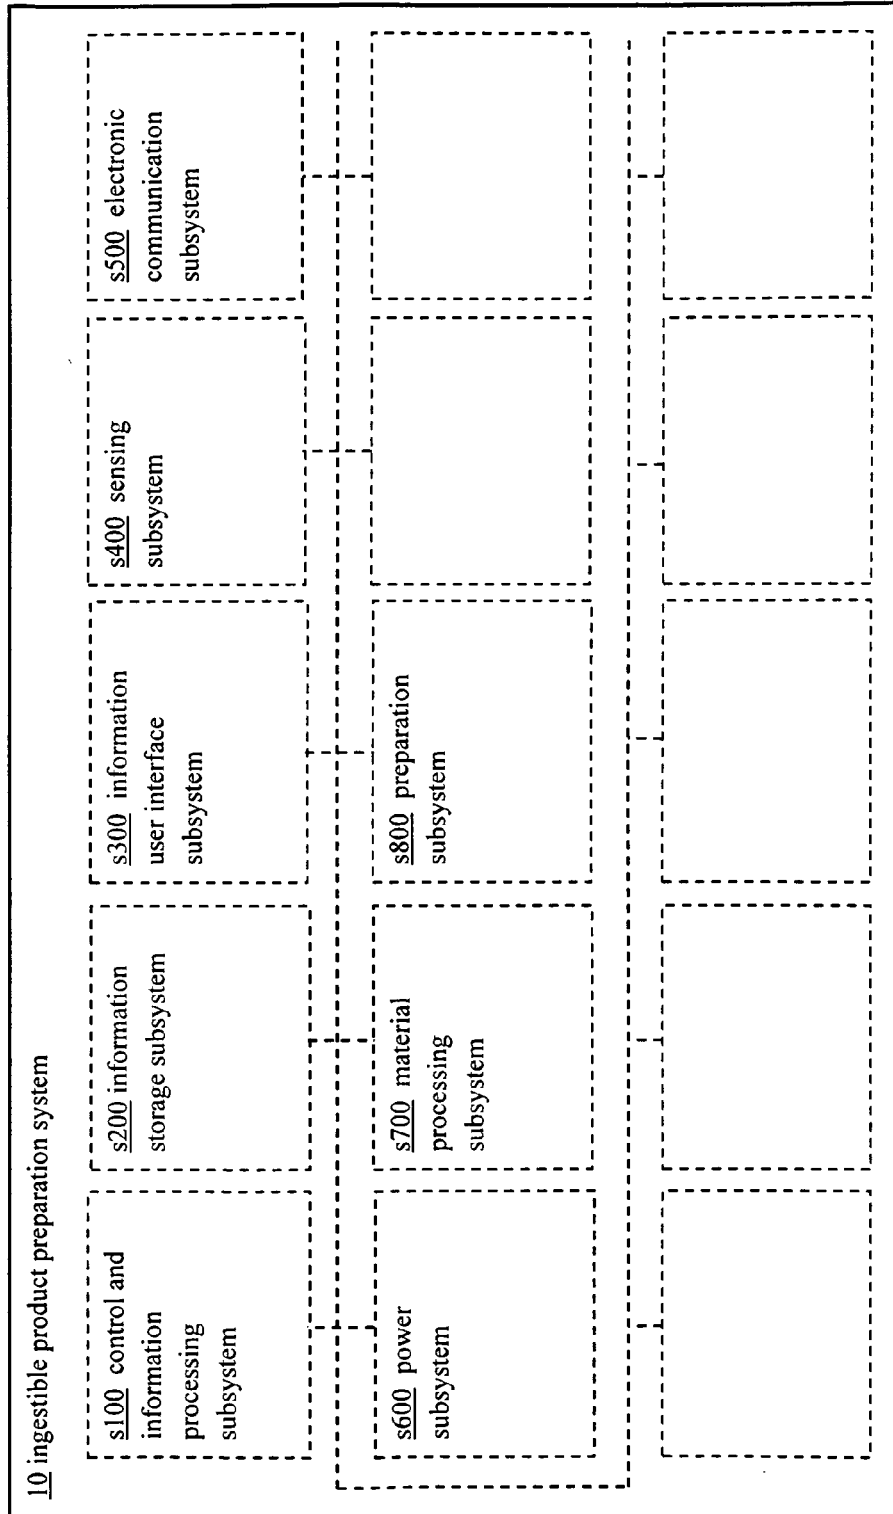 10 ingestible product preparation system
s100 control and
information
processing
subsystem
s200 information
storage subsystem
s300 information
user interface
subsystem
s400 sensing
subsystem
s500 electronic
communication
subsystem
s600 power
subsystem
s700 material
processing
subsystem
s800 preparation
subsystem